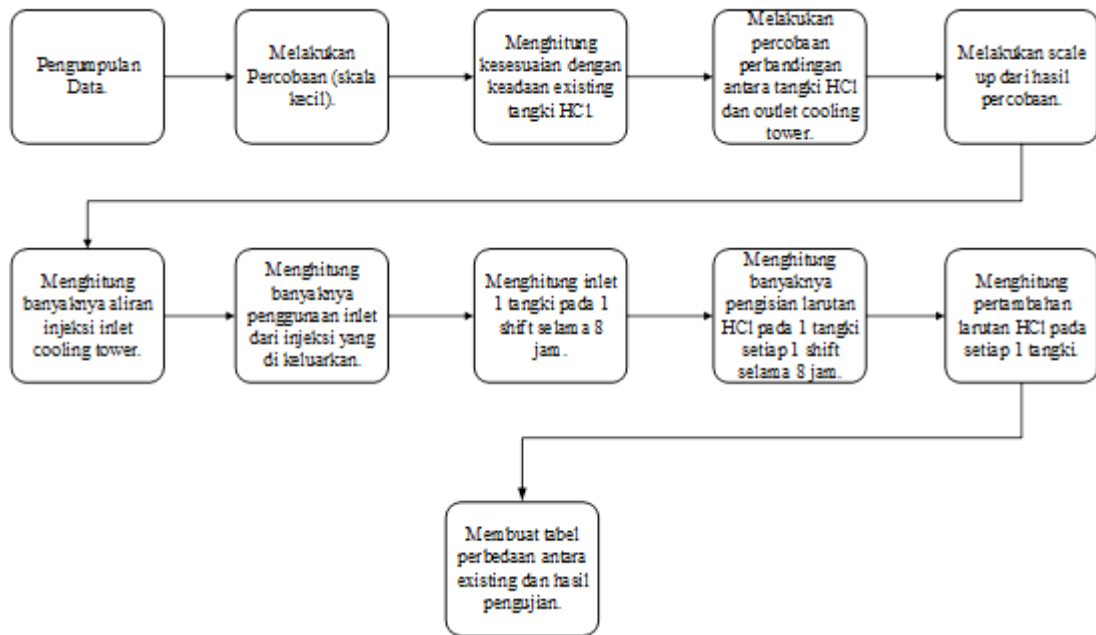 Pengumpulan
Data.
Melakukan
Percobaan (skala
kecil).
Menghitung
kesesuaian dengan
keadaan existing
tangki HCl
Melakukan
percobaan
perbandingan
antara tangki HCl
dan outlet cooling
tower.
Melakukan scale
up dari hasil
percobaan.
Menghitung
banyaknya aliran
injeksi inlet
cooling tower.
Menghitung
banyaknya
penggunaan inlet
dari injeksi yang
di keluarkan.
Menghitung inlet
1 tangki pada 1
shift selama 8
jam.
Menghitung
banyaknya
pengisian larutan
HCl pada 1 tangki
setiap 1 shift
selama 8 jam.
Menghitung
pertambahan
larutan HCl pada
setiap 1 tangki.
Membuat tabel
perbedaan antara
existing dan hasil
pengujian.